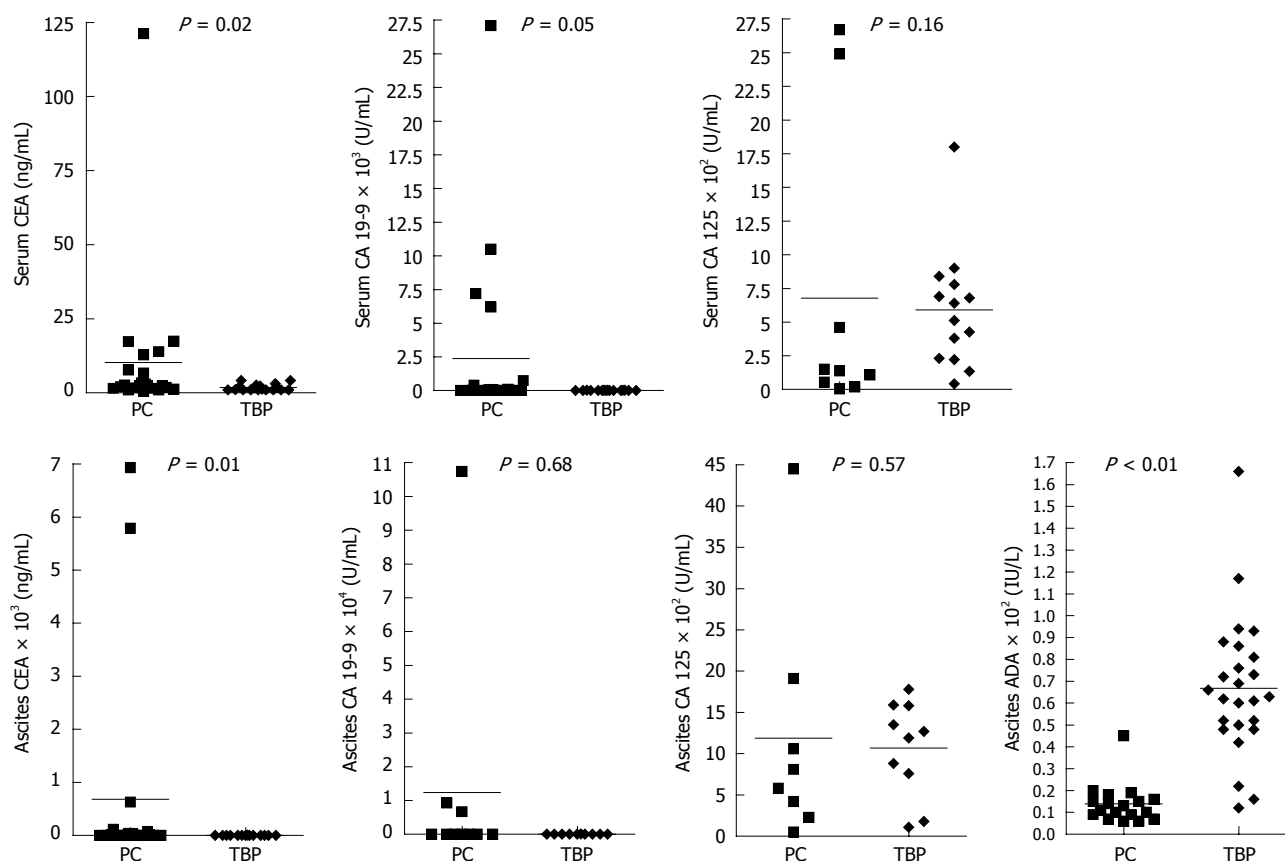 Serum CEA (ng/mL)
125
100
75
50
25
0
P = 0.02
PC
TBP
Serum CA 19-9 × 10³ (U/mL)
27.5
25
22.5
20
17.5
15
12.5
10
7.5
5
2.5
0
P = 0.05
PC
TBP
Serum CA 125 × 10² (U/mL)
27.5
25
22.5
20
17.5
15
12.5
10
7.5
5
2.5
0
P = 0.16
PC
TBP
Ascites CEA × 10³ (ng/mL)
7
6
5
4
3
2
1
0
P = 0.01
PC
TBP
Ascites CA 19-9 × 10⁴ (U/mL)
11
10
9
8
7
6
5
4
3
2
1
0
P = 0.68
PC
TBP
Ascites CA 125 × 10² (U/mL)
45
40
35
30
25
20
15
10
5
0
P = 0.57
PC
TBP
Ascites ADA × 10² (IU/L)
1.7
1.6
1.5
1.4
1.3
1.2
1.1
1.0
0.9
0.8
0.7
0.6
0.5
0.4
0.3
0.2
0.1
0.0
P < 0.01
PC
TBP